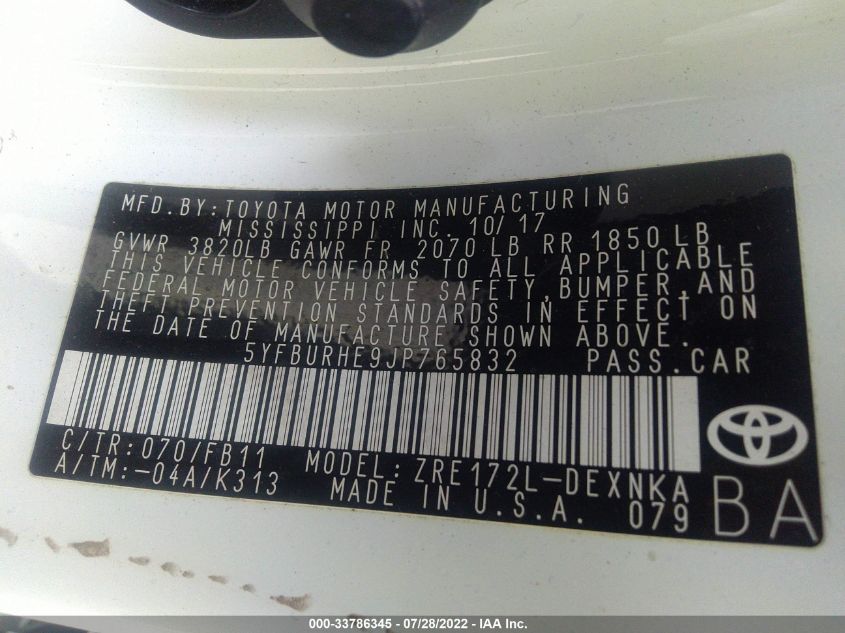 MFD.BY:TOYOTA MOTOR MANUFACTURING
MISSISSIPPI INC. 10/17
GVWR 3820LB GAWR FR 2070 LB RR 1850 LB
THIS VEHICLE CONFORMS TO ALL APPLICABLE
FEDERAL MOTOR VEHICLE SAFETY,BUMPER,AND
THEFT PREVENTION STANDARDS IN EFFECT ON
THE DATE OF MANUFACTURE SHOWN ABOVE.
5YFBURHE9JP765832 PASS.CAR
C/TR:070/FB11 MODEL:ZRE172L-DEXNKA
A/TM:-04A/K313 MADE IN U.S.A. 079
BA
000-33786345 - 07/28/2022 - IAA Inc.